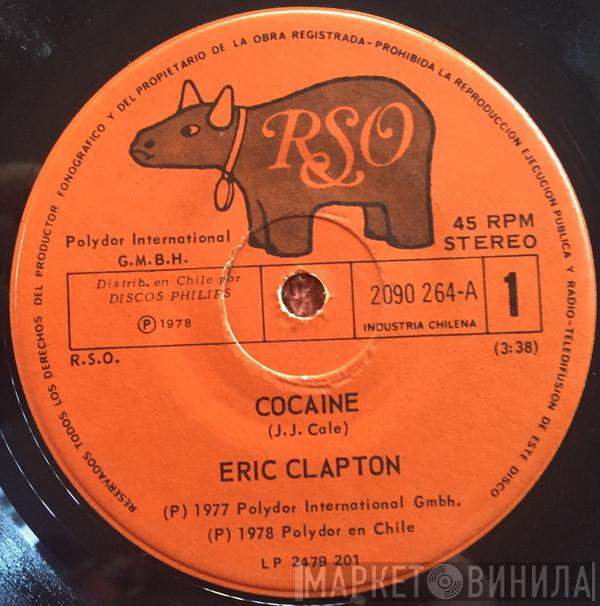 RESERVADOS TODOS LOS DERECHOS DEL PRODUCTOR FONOGRAFICO Y DEL PROPIETARIO DE LA OBRA REGISTRADA-PROHIBIDA LA REPRODUCCION EJECUCION PUBLICA Y RADIO-TELEDIFUSION DE ESTE DISCO
RSO
45 RPM
STEREO
Polydor International
G.M.B.H.
Distrib. en Chile por
DISCOS PHILIPS
Ⓟ 1978
2090 264-A
INDUSTRIA CHILENA
1
R.S.O.
(3:38)
COCAINE
(J.J. Cale)
ERIC CLAPTON
(P) 1977 Polydor International Gmbh.
(P) 1978 Polydor en Chile
LP 2479 201
МАРКЕТ ВИНИЛА